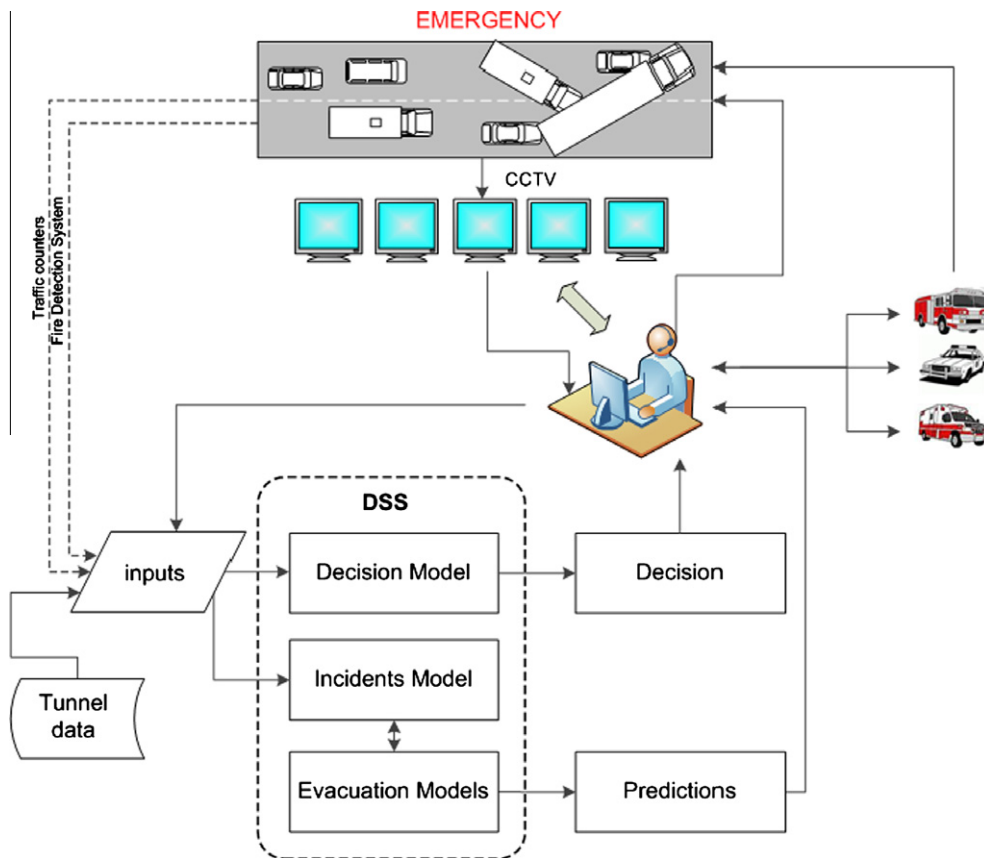 EMERGENCY
CCTV
Traffic counters
Fire Detection System
DSS
inputs
Decision Model
Decision
Incidents Model
Tunnel
data
Evacuation Models
Predictions